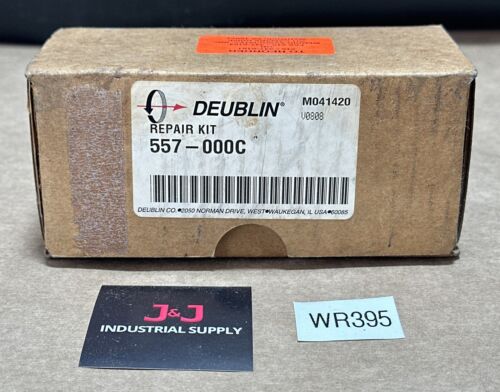 DEUBLIN®
M041420
V0808
REPAIR KIT
557-000C
DEUBLIN CO.●2050 NORMAN DRIVE, WEST●WAUKEGAN, IL USA●60085
J&J
INDUSTRIAL SUPPLY
WR395